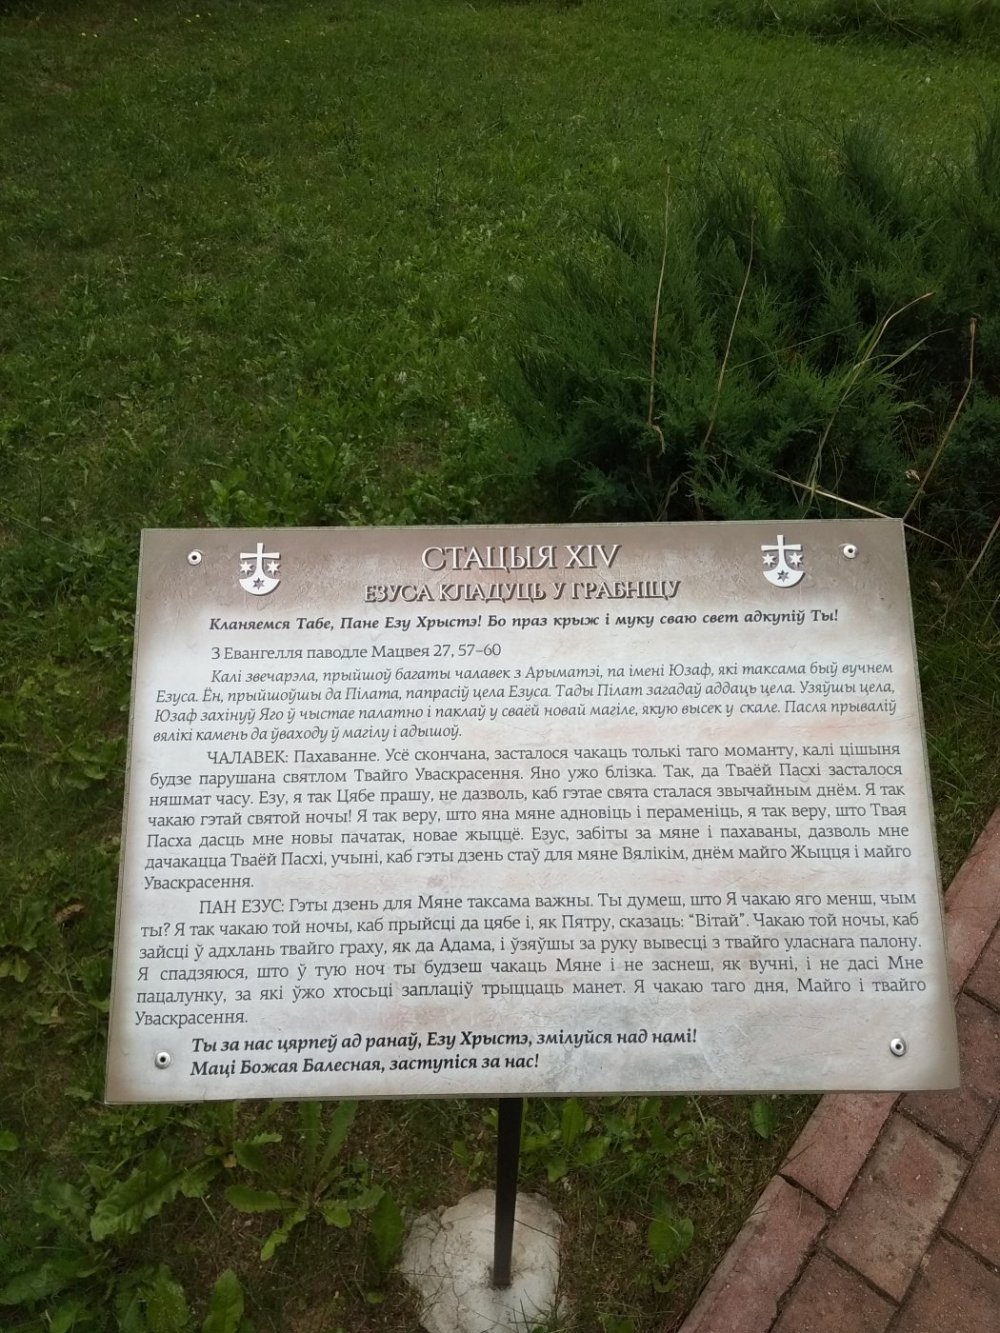 СТАЦЫЯ XIV
ЕЗУСА КЛАДУЦЬ У ГРАБНІЦУ
Кланяемся Табе, Пане Езу Хрыстэ! Бо праз крыж і муку сваю свет адкупіў Ты!
З Евангелля паводле Мацвея 27, 57–60
Калі звечарэла, прыйшоў багаты чалавек з Арыматэі, па імені Юзаф, які таксама быў вучнем
Езуса. Ён, прыйшоўшы да Пілата, папрасіў цела Езуса. Тады Пілат загадаў аддаць цела. Узяўшы цела,
Юзаф захінуў Яго ў чыстае палатно і паклаў у сваёй новай магіле, якую высек у скале. Пасля прываліў
вялікі камень да ўваходу ў магілу і адышоў.
ЧАЛАВЕК: Пахаванне. Усё скончана, засталося чакаць толькі таго моманту, калі цішыня
будзе парушана святлом Твайго Уваскрасення. Яно ўжо блізка. Так, да Тваёй Пасхі засталося
няшмат часу. Езу, я так Цябе прашу, не дазволь, каб гэтае свята сталася звычайным днём. Я так
чакаю гэтай святой ночы! Я так веру, што яна мяне адновіць і пераменіць, я так веру, што Твая
Пасха дасць мне новы пачатак, новае жыццё. Езус, забіты за мяне і пахаваны, дазволь мне
дачакацца Тваёй Пасхі, учыні, каб гэты дзень стаў для мяне Вялікім, днём майго Жыцця і майго
Уваскрасення.
ПАН ЕЗУС: Гэты дзень для Мяне таксама важны. Ты думеш, што Я чакаю яго менш, чым
ты? Я так чакаю той ночы, каб прыйсці да цябе і, як Пятру, сказаць: “Вітай”. Чакаю той ночы, каб
зайсці ў адхлань твайго граху, як да Адама, і ўзяўшы за руку вывесці з твайго уласнага палону.
Я спадзяюся, што ў тую ноч ты будзеш чакаць Мяне і не заснеш, як вучні, і не дасі Мне
пацалунку, за які ўжо хтосьці заплаціў трыццаць манет. Я чакаю таго дня, Майго і твайго
Уваскрасення.
Ты за нас цярпеў ад ранаў, Езу Хрыстэ, змілуйся над намі!
Маці Божая Балесная, заступіся за нас!